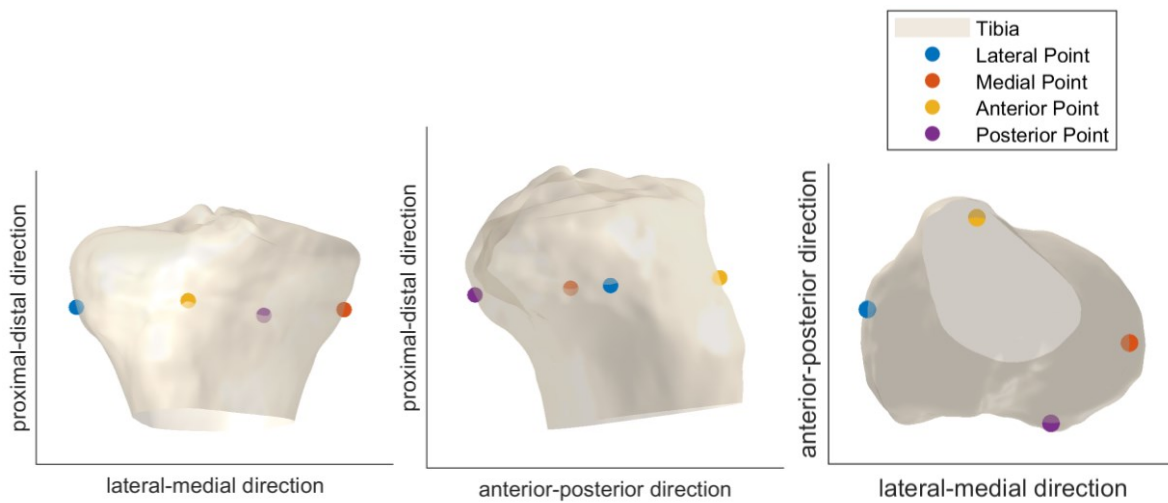 Tibia
Lateral Point
Medial Point
Anterior Point
Posterior Point
proximal-distal direction
lateral-medial direction
proximal-distal direction
anterior-posterior direction
anterior-posterior direction
lateral-medial direction